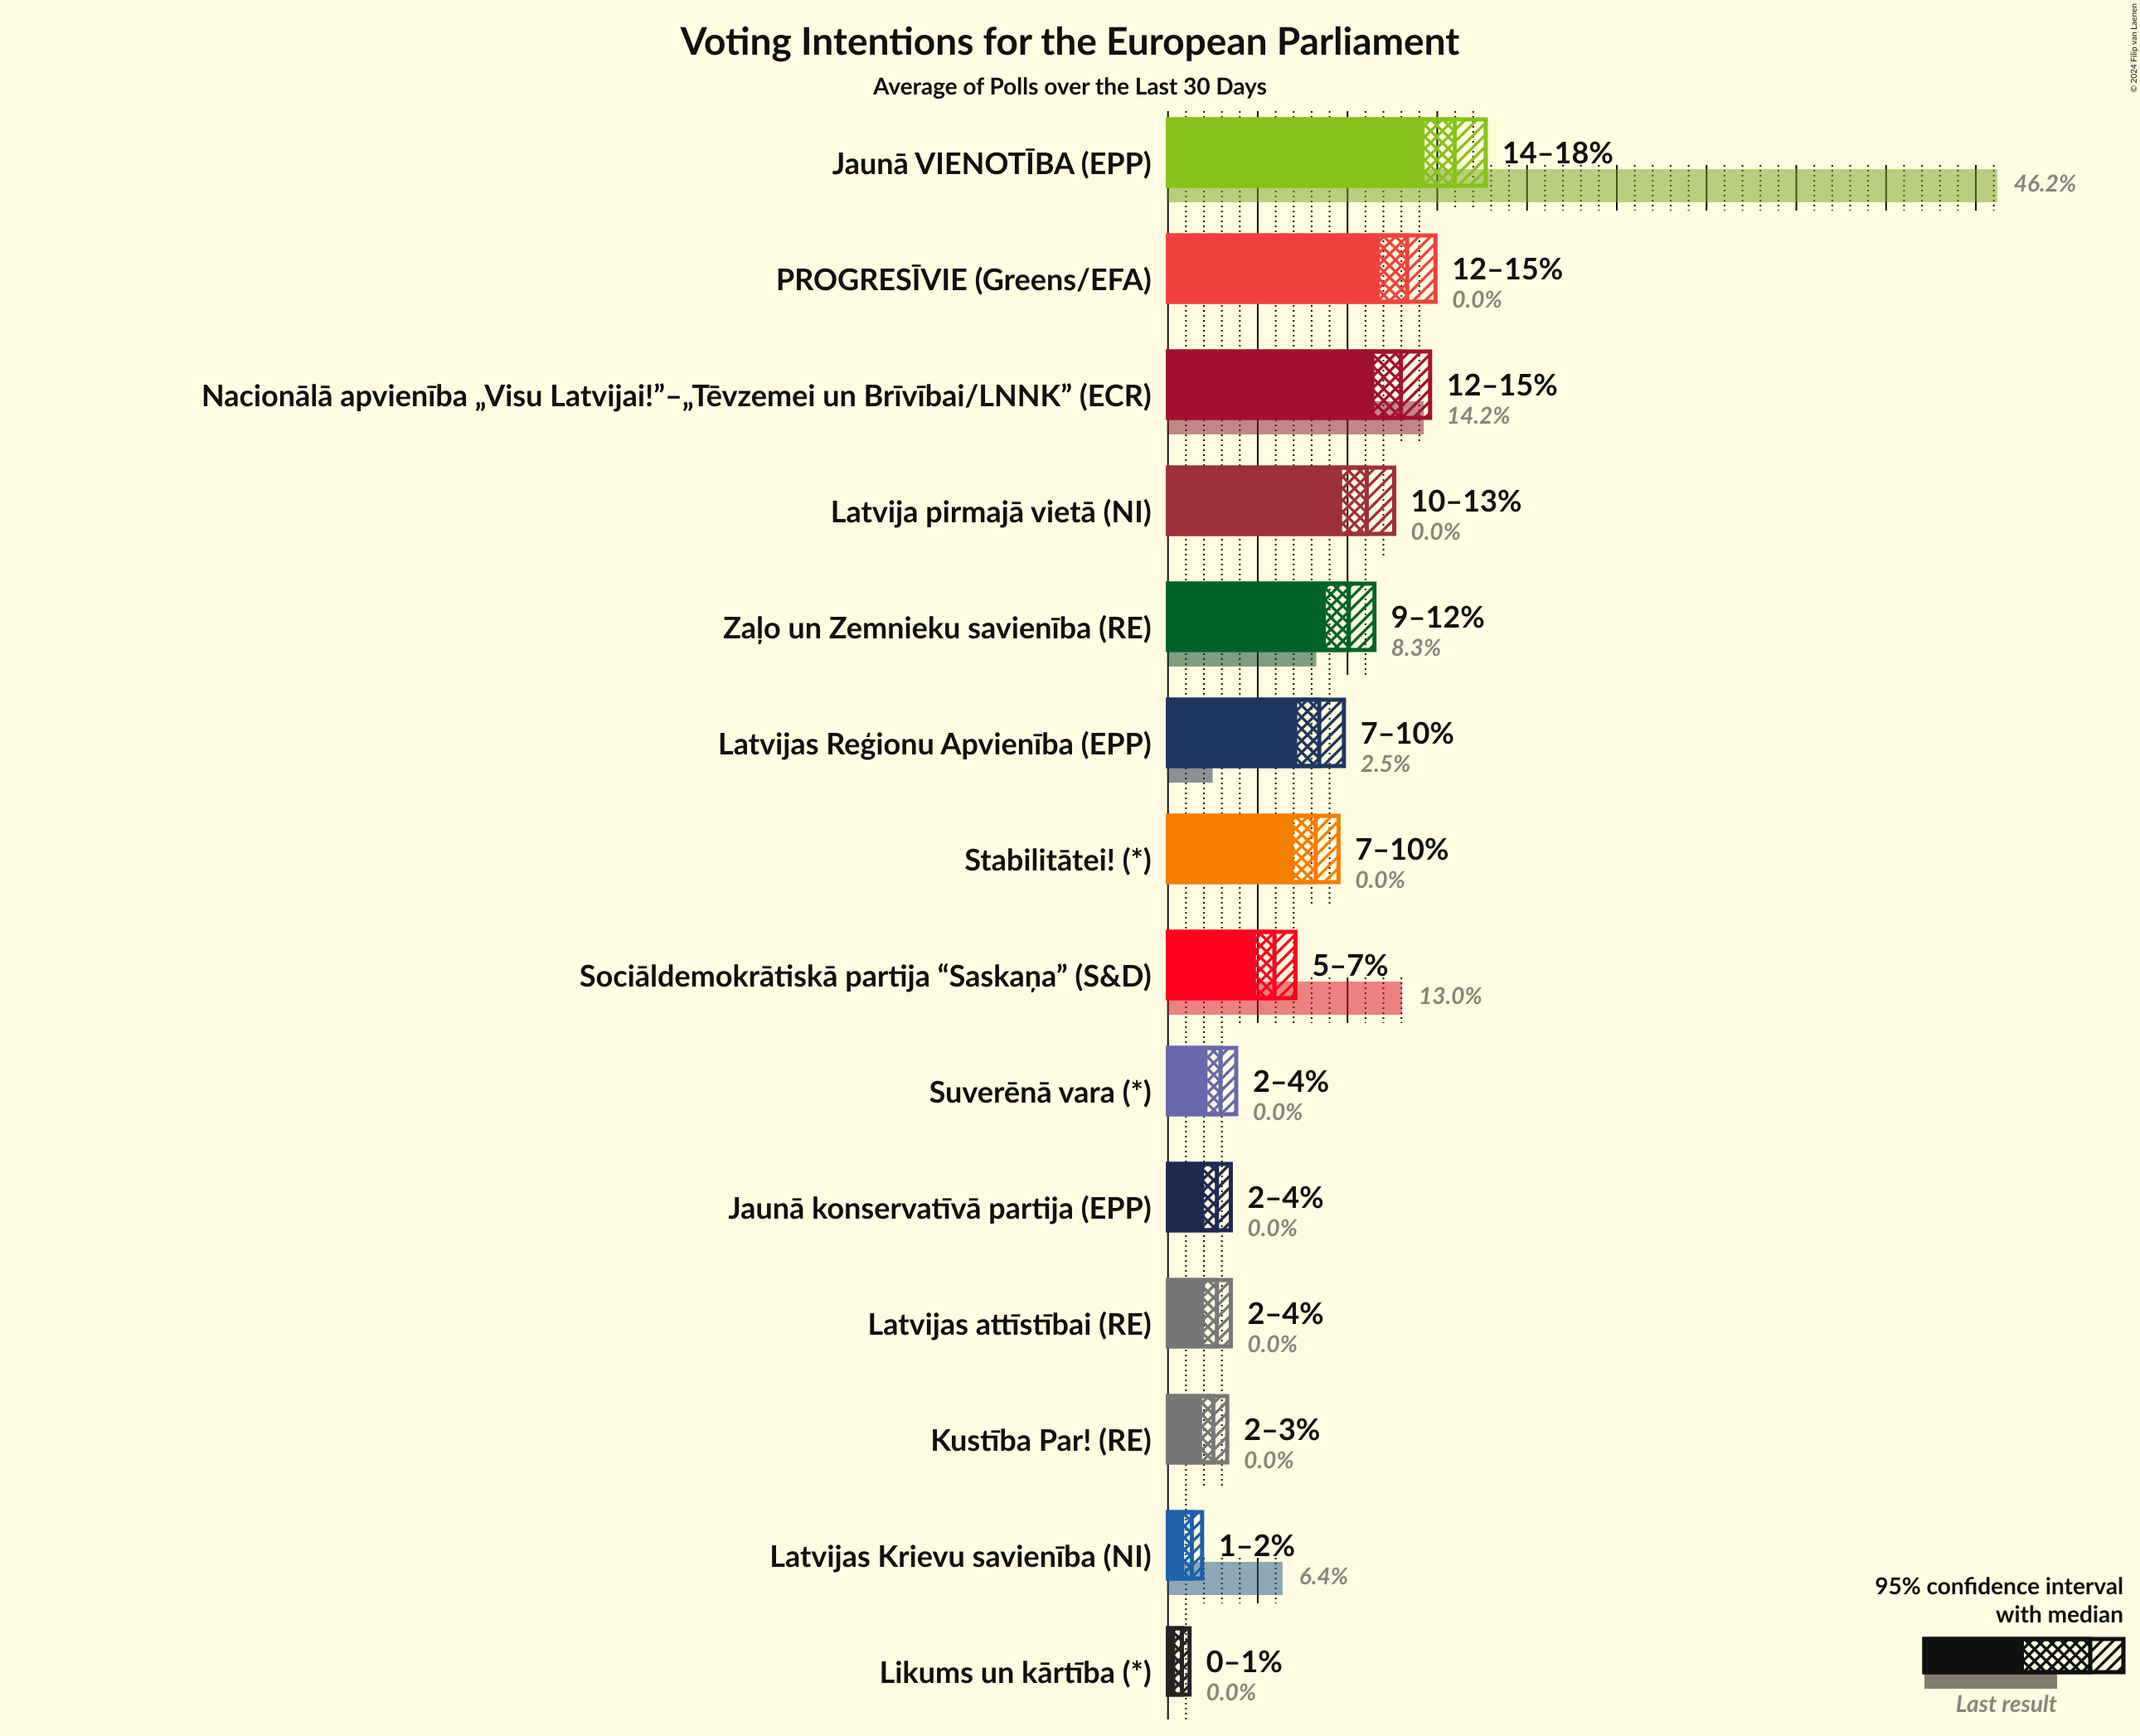 Voting Intentions for the European Parliament
Average of Polls over the Last 30 Days
© 2024 Filip van Laenen
Jaunā VIENOTĪBA (EPP)
14–18%
46.2%
PROGRESĪVIE (Greens/EFA)
12–15%
0.0%
Nacionālā apvienība „Visu Latvijai!”–„Tēvzemei un Brīvībai/LNNK” (ECR)
12–15%
14.2%
Latvija pirmajā vietā (NI)
10–13%
0.0%
Zaļo un Zemnieku savienība (RE)
9–12%
8.3%
Latvijas Reģionu Apvienība (EPP)
7–10%
2.5%
Stabilitātei! (*)
7–10%
0.0%
Sociāldemokrātiskā partija “Saskaņa” (S&D)
5–7%
13.0%
Suverēnā vara (*)
2–4%
0.0%
Jaunā konservatīvā partija (EPP)
2–4%
0.0%
Latvijas attīstībai (RE)
2–4%
0.0%
Kustība Par! (RE)
2–3%
0.0%
Latvijas Krievu savienība (NI)
1–2%
6.4%
Likums un kārtība (*)
0–1%
0.0%
95% confidence interval
with median
Last result